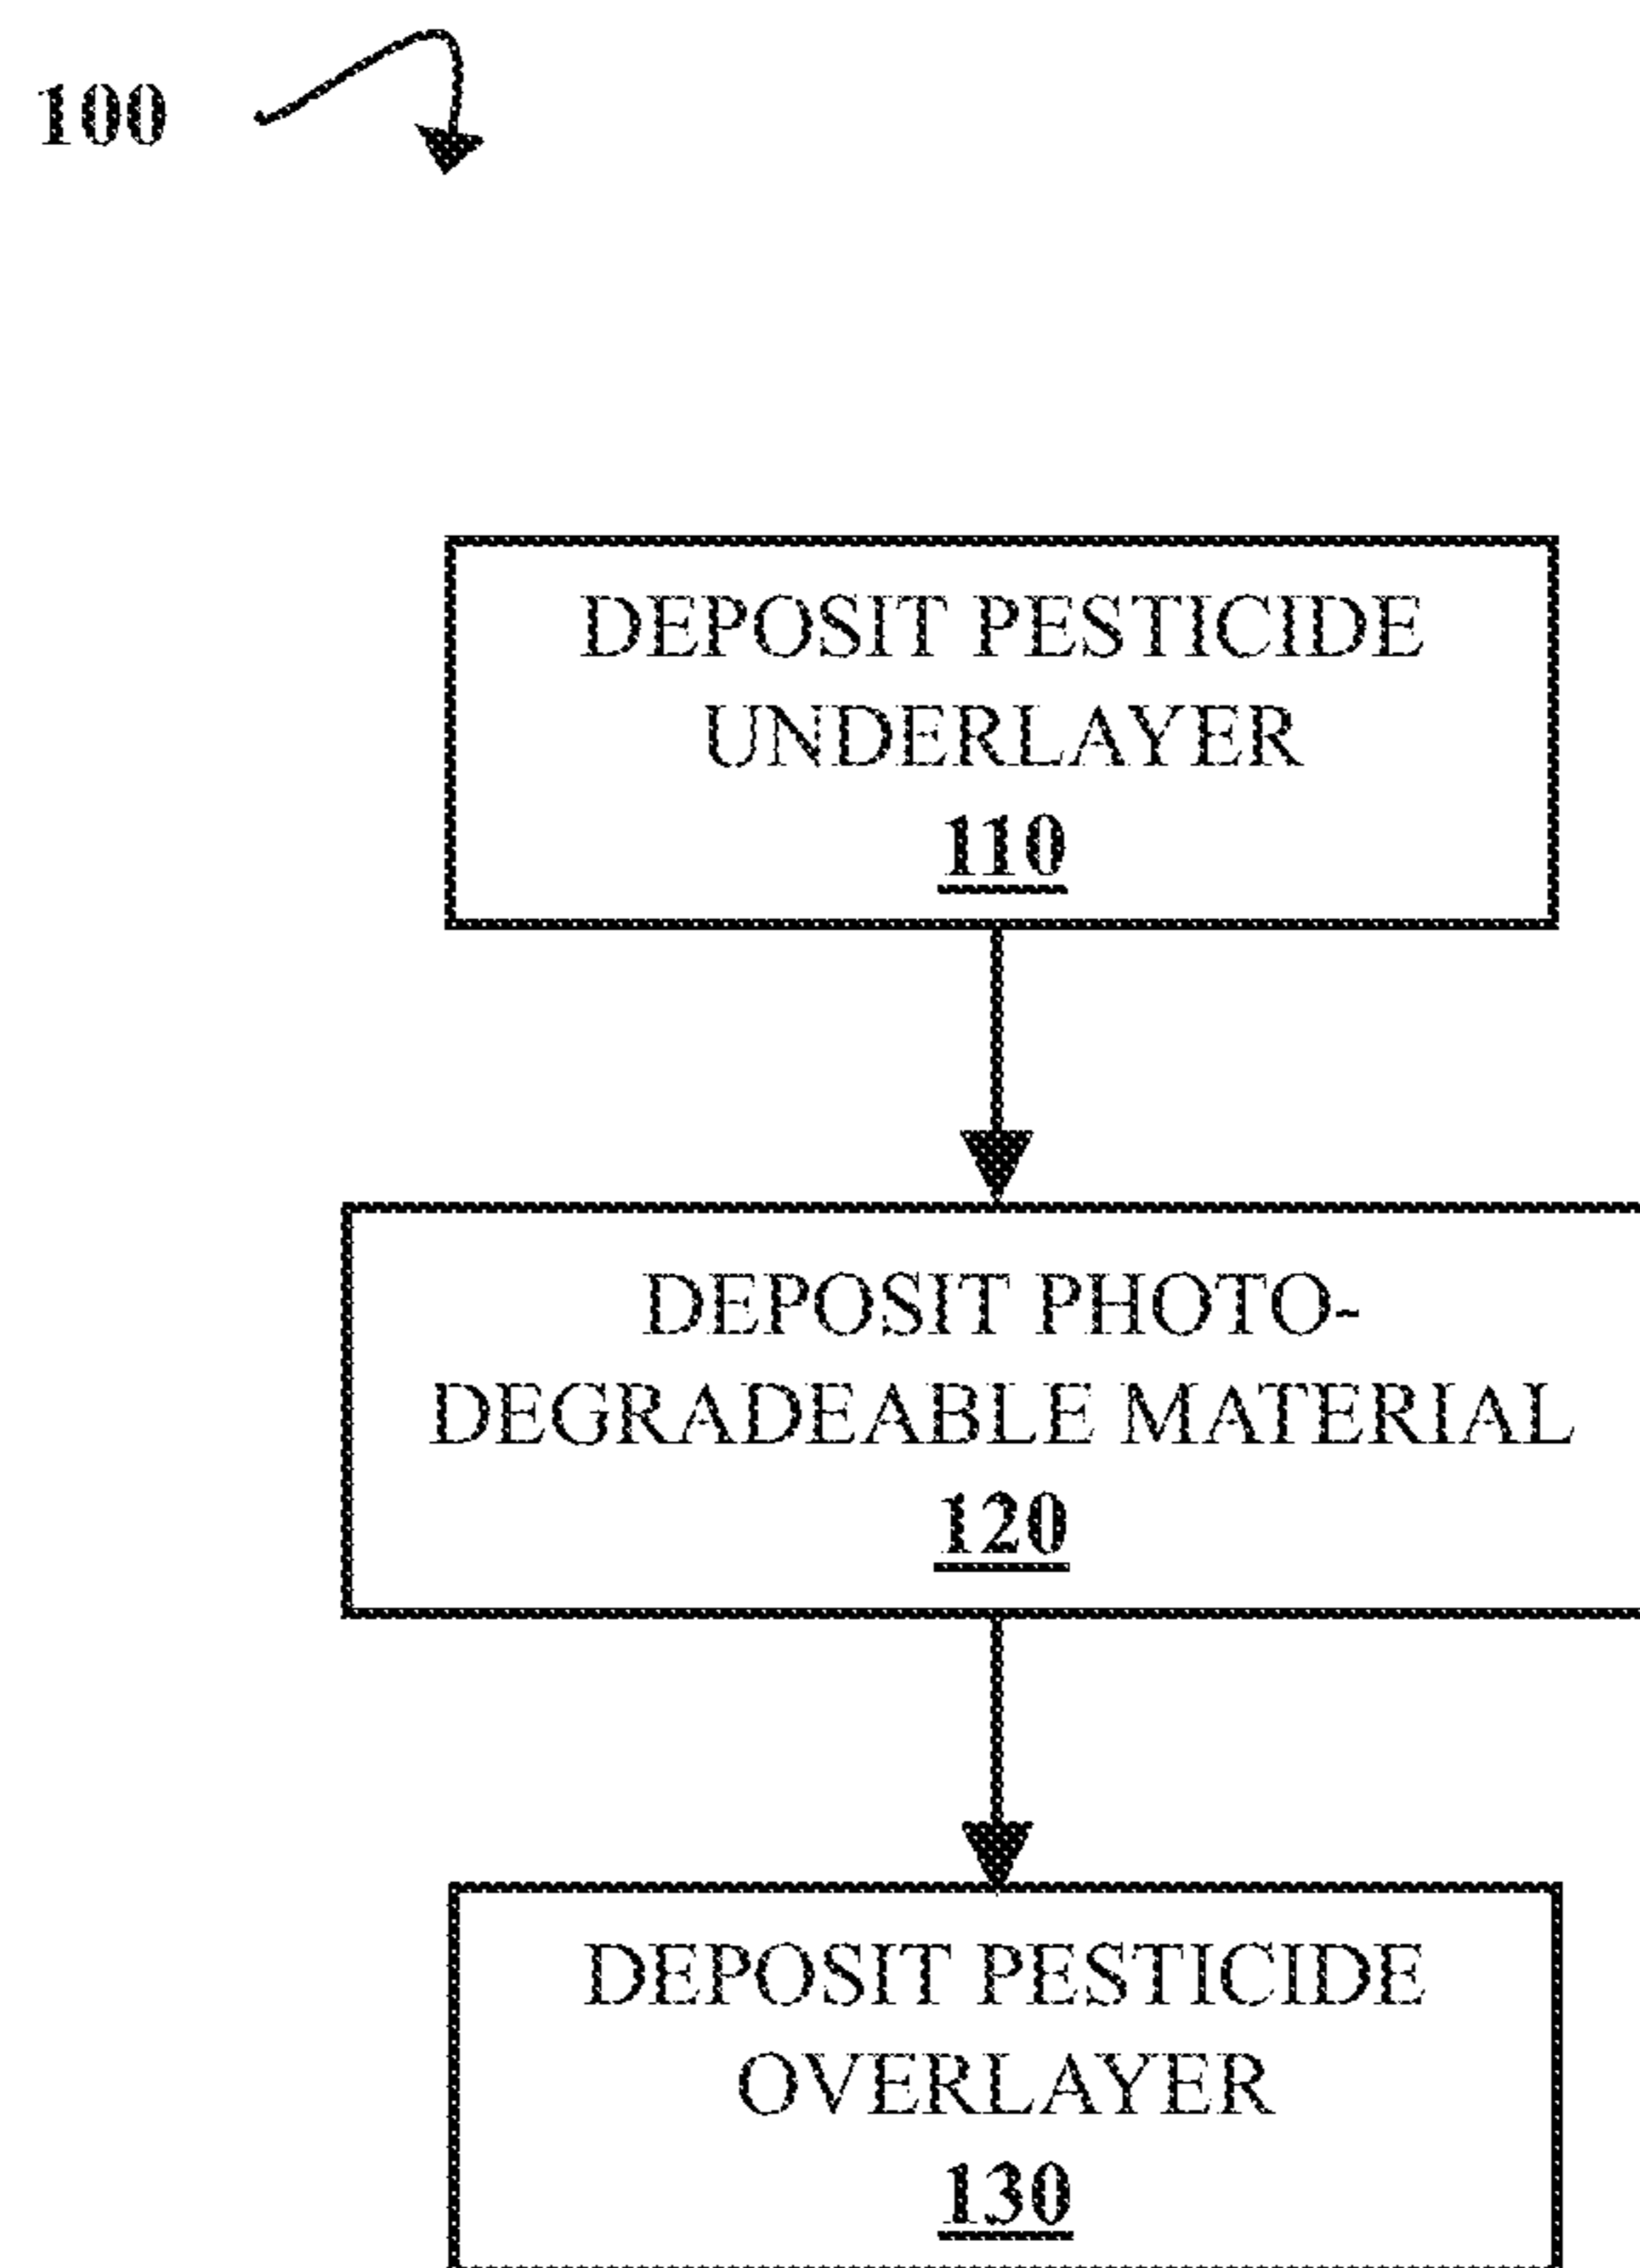 100
DEPOSIT PESTICIDE
UNDERLAYER
110
DEPOSIT PHOTO-
DEGRADEABLE MATERIAL
120
DEPOSIT PESTICIDE
OVERLAYER
130